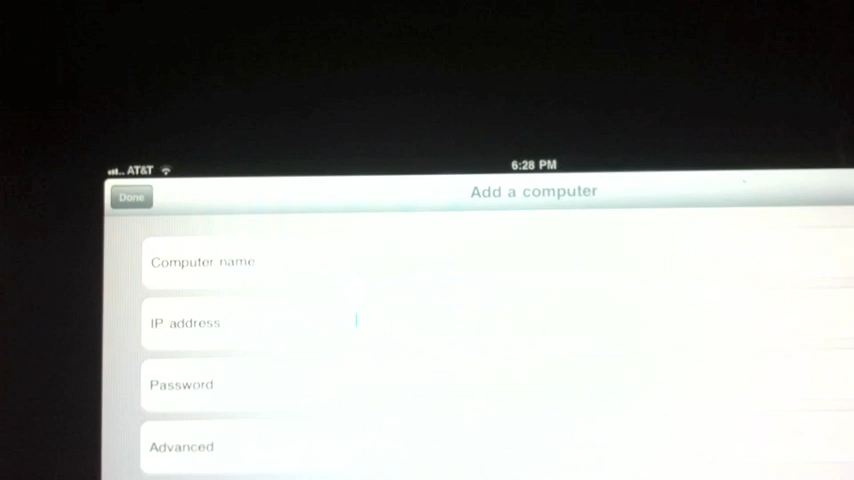 AT&T 6:28 PM
Done Add a computer
Computer name
IP address
Password
Advanced